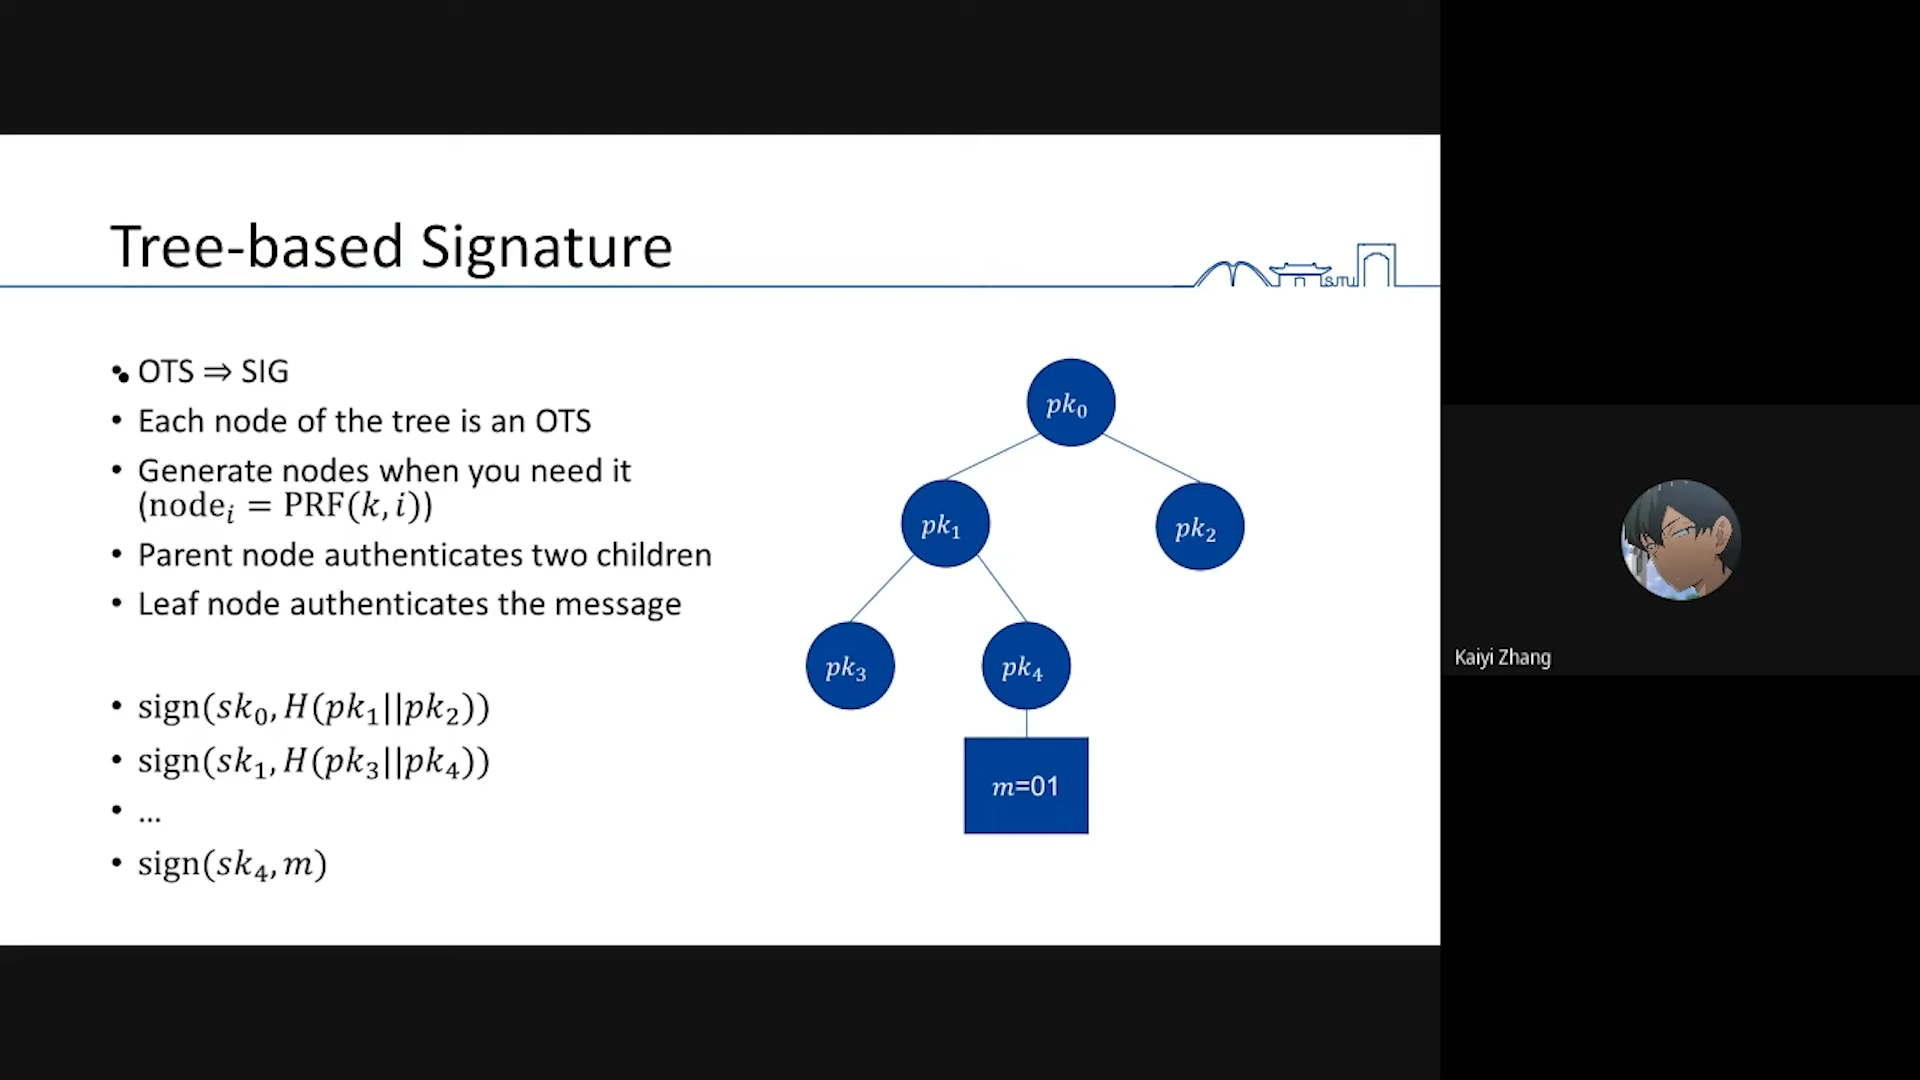 Tree-based Signature
SJTU
• OTS ⇒ SIG
• Each node of the tree is an OTS
• Generate nodes when you need it
(node_i = PRF(k, i))
• Parent node authenticates two children
• Leaf node authenticates the message
• sign(sk_0, H(pk_1||pk_2))
• sign(sk_1, H(pk_3||pk_4))
• ...
• sign(sk_4, m)
pk_0
pk_1
pk_2
pk_3
pk_4
m=01
Kaiyi Zhang